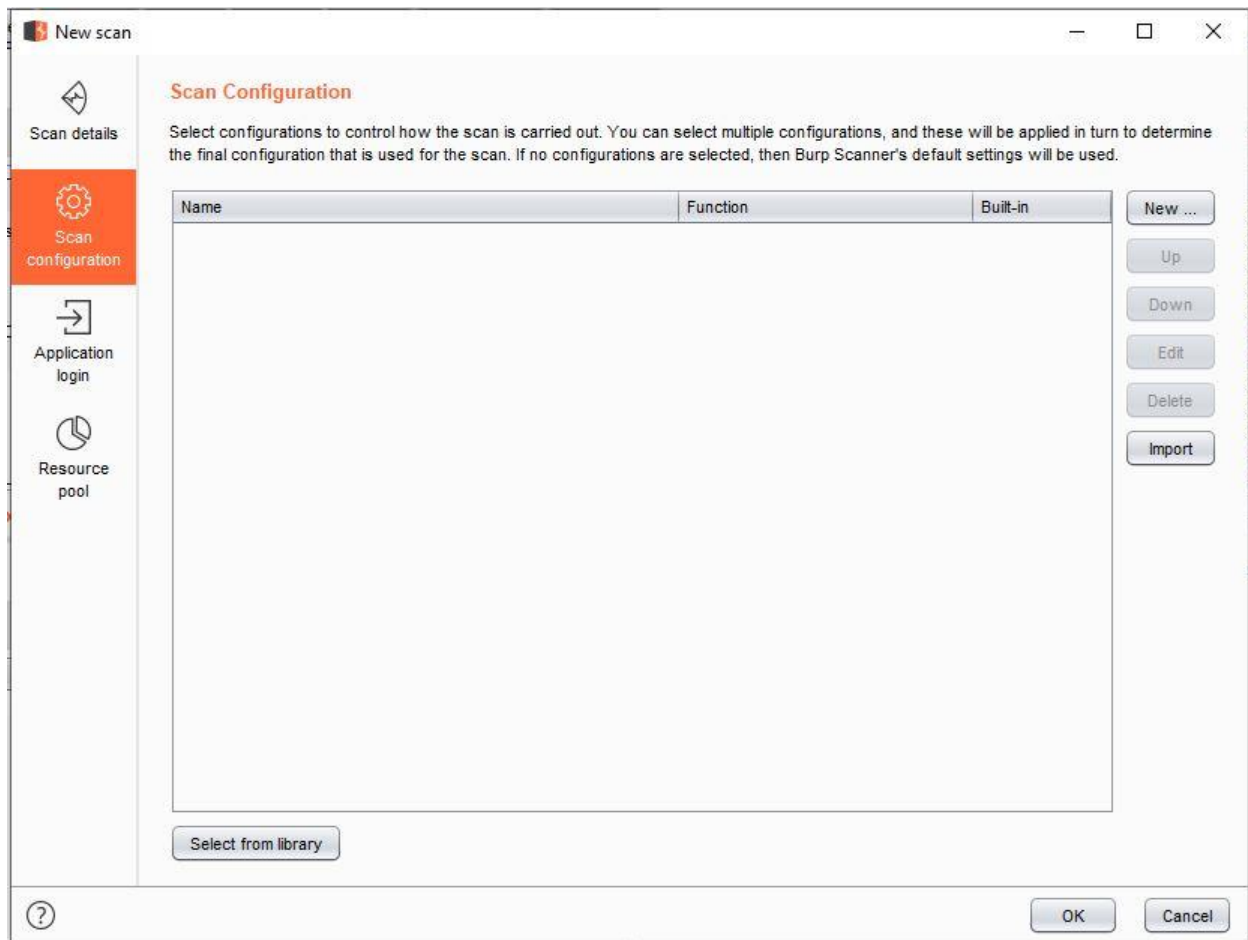 New scan
Scan details
Scan
configuration
Application
login
Resource
pool
Scan Configuration
Select configurations to control how the scan is carried out. You can select multiple configurations, and these will be applied in turn to determine
the final configuration that is used for the scan. If no configurations are selected, then Burp Scanner's default settings will be used.
Name Function Built-in
New ...
Up
Down
Edit
Delete
Import
Select from library
?
OK Cancel